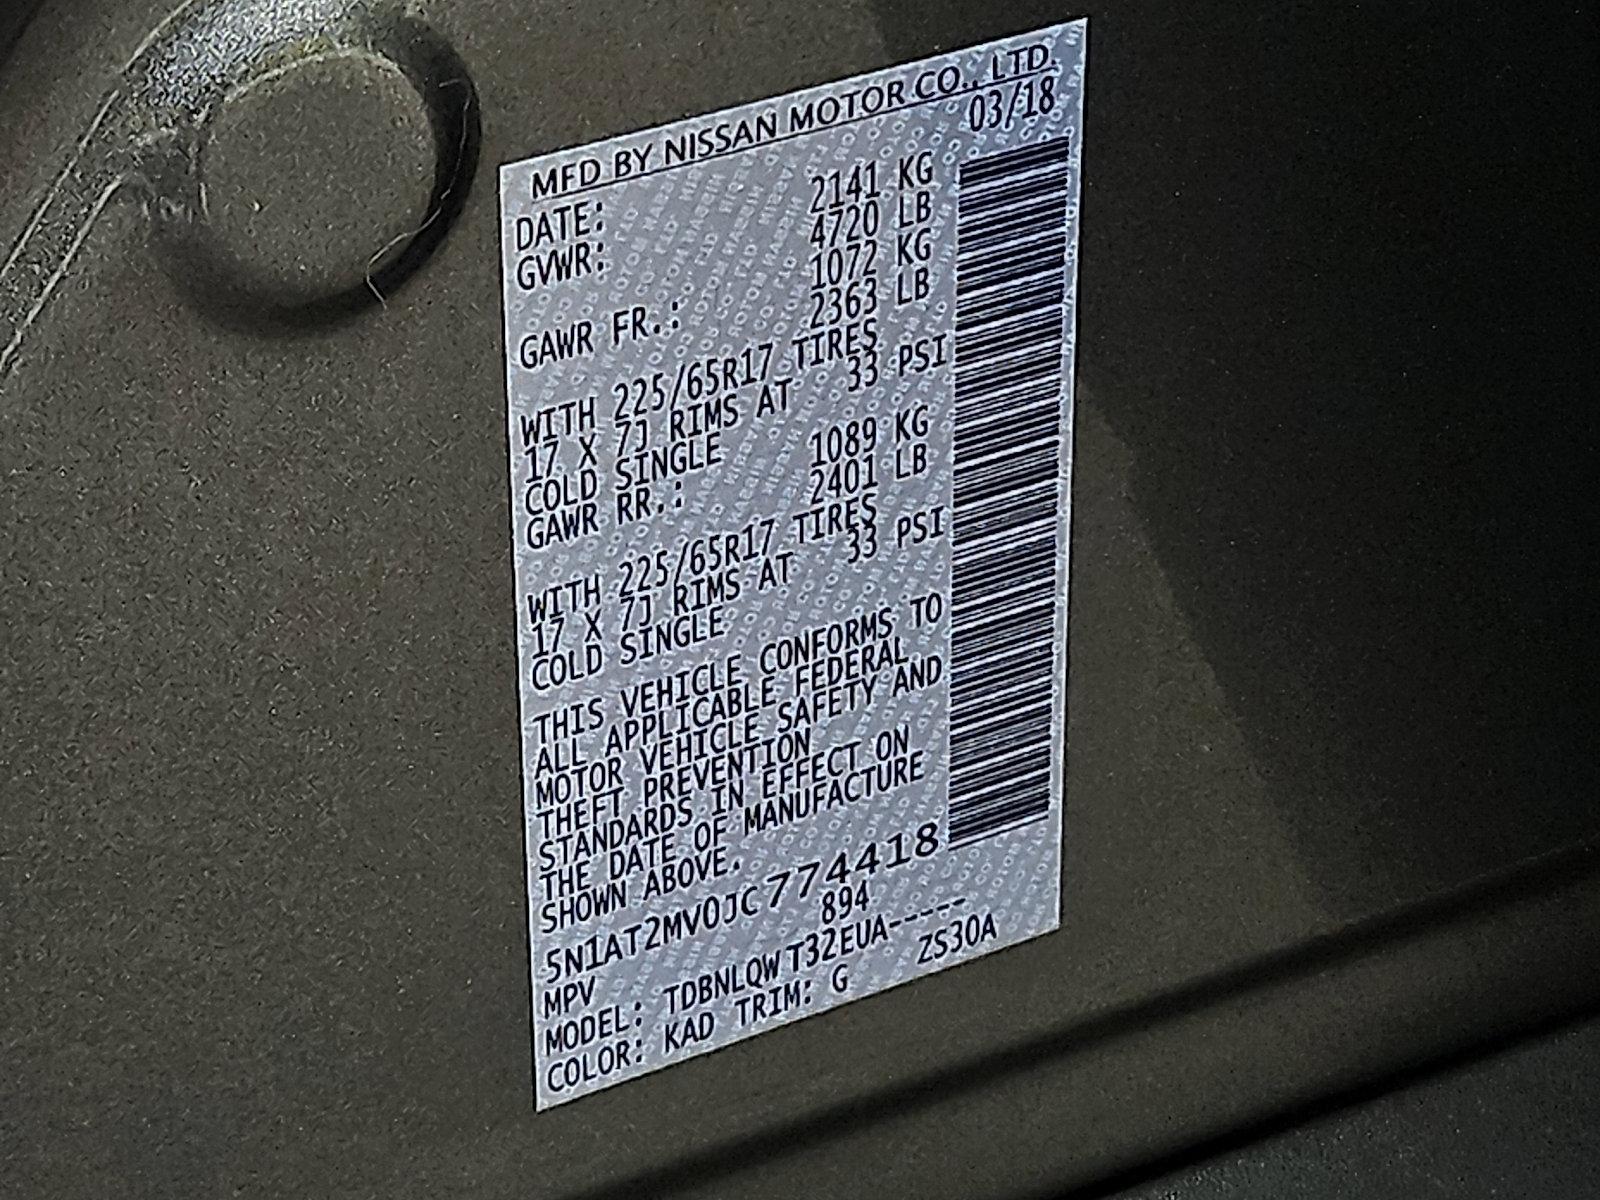 MFD BY NISSAN MOTOR CO., LTD.
DATE: 03/18
GVWR: 2141 KG
4720 LB
GAWR FR.: 1072 KG
2363 LB
WITH 225/65R17 TIRES
17 X 7J RIMS AT 33 PSI
COLD SINGLE
GAWR RR.: 1089 KG
2401 LB
WITH 225/65R17 TIRES
17 X 7J RIMS AT 33 PSI
COLD SINGLE
THIS VEHICLE CONFORMS TO
ALL APPLICABLE FEDERAL
MOTOR VEHICLE SAFETY AND
THEFT PREVENTION
STANDARDS IN EFFECT ON
THE DATE OF MANUFACTURE
SHOWN ABOVE.
5N1AT2MV0JC774418
MPV 894
MODEL: TDBNLQWT32EUA-----
COLOR: KAD TRIM: G ZS30A